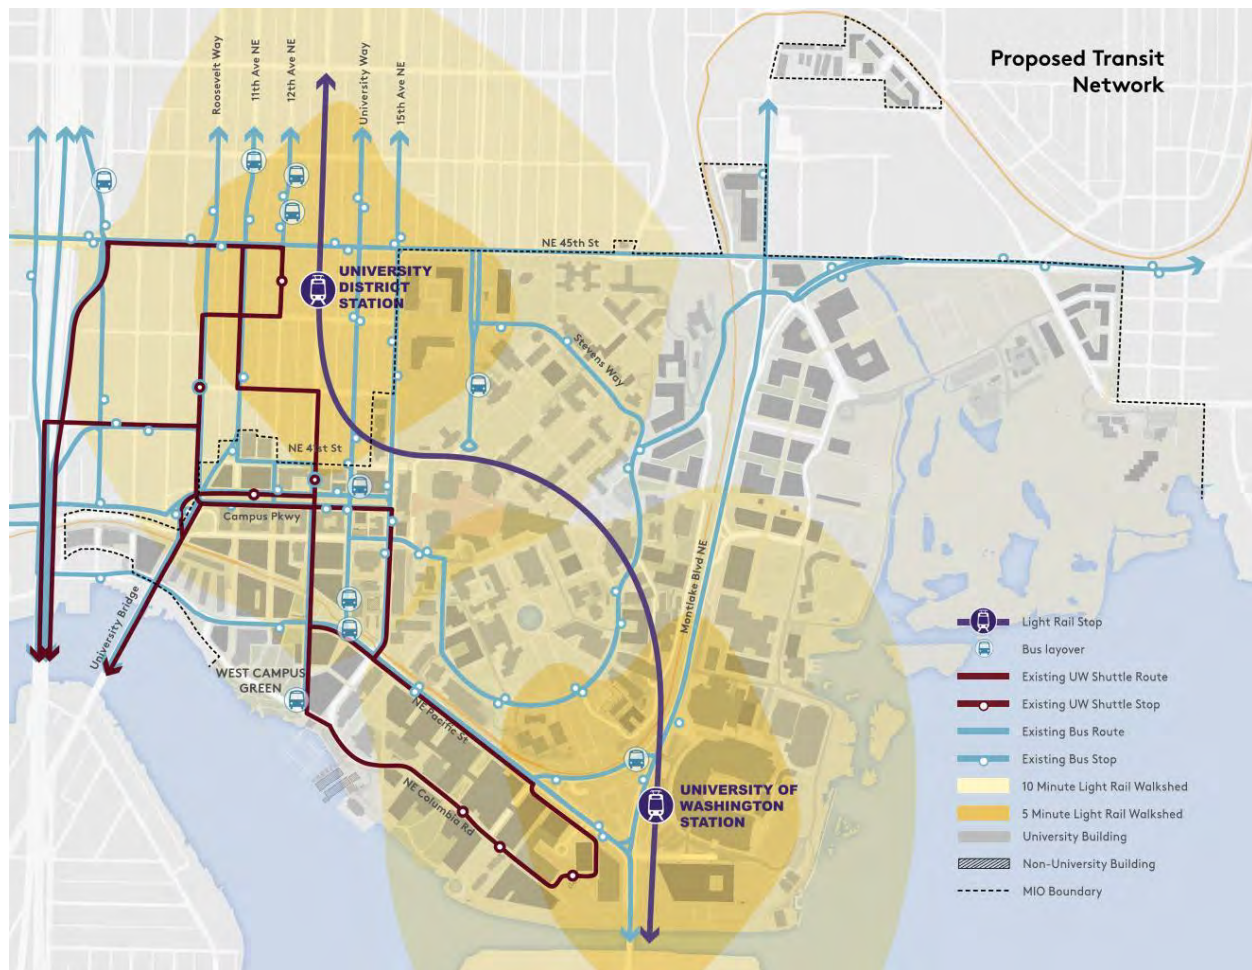 Proposed Transit
Network
Roosevelt Way
11th Ave NE
12th Ave NE
University Way
15th Ave NE
NE 45th St
UNIVERSITY
DISTRICT
STATION
Stevens Way
NE 41st St
Campus Pkwy
Montlake Blvd NE
University Bridge
WEST CAMPUS
GREEN
NE Pacific St
NE Columbia Rd
UNIVERSITY OF
WASHINGTON
STATION
Light Rail Stop
Bus layover
Existing UW Shuttle Route
Existing UW Shuttle Stop
Existing Bus Route
Existing Bus Stop
10 Minute Light Rail Walkshed
5 Minute Light Rail Walkshed
University Building
Non-University Building
MIO Boundary